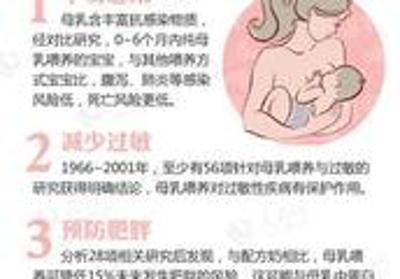 1
母乳含丰富抗感染物质，
经对比研究，0~6个月内纯母
乳喂养的宝宝，与其他喂养方
式宝宝比，腹泻、肺炎等感染
风险低，死亡风险更低。
2 减少过敏
1966~2001年，至少有56项针对母乳喂养与过敏的
研究获得明确结论，母乳喂养对过敏性疾病有保护作用。
3 预防肥胖
分析28项相关研究后发现，与配方奶相比，母乳喂
养可降低15%未来发生肥胖的风险